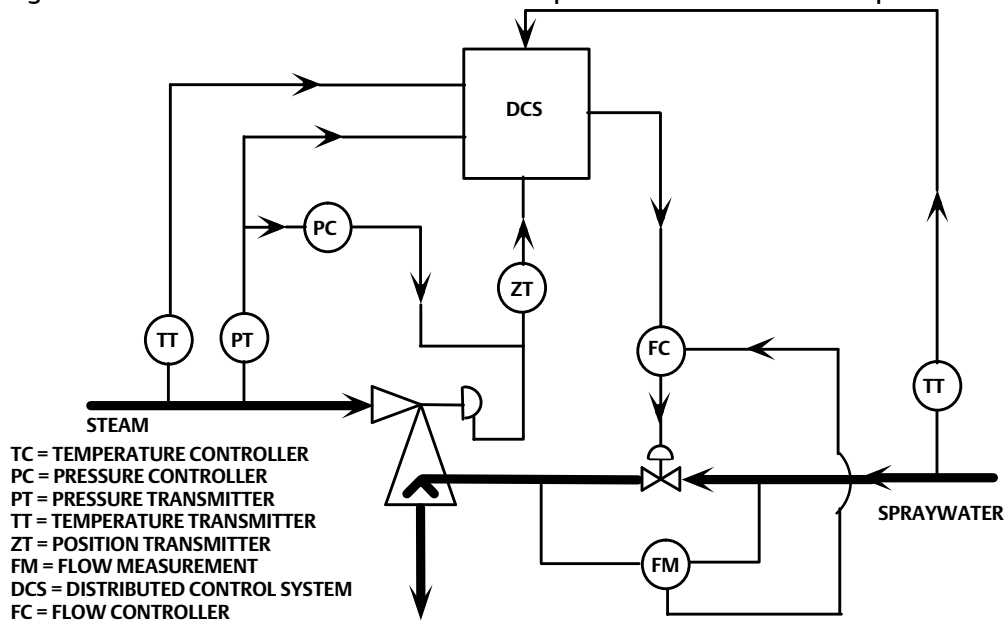 DCS
PC
ZT
TT
PT
FC
TT
STEAM
SPRAYWATER
FM
TC = TEMPERATURE CONTROLLER
PC = PRESSURE CONTROLLER
PT = PRESSURE TRANSMITTER
TT = TEMPERATURE TRANSMITTER
ZT = POSITION TRANSMITTER
FM = FLOW MEASUREMENT
DCS = DISTRIBUTED CONTROL SYSTEM
FC = FLOW CONTROLLER